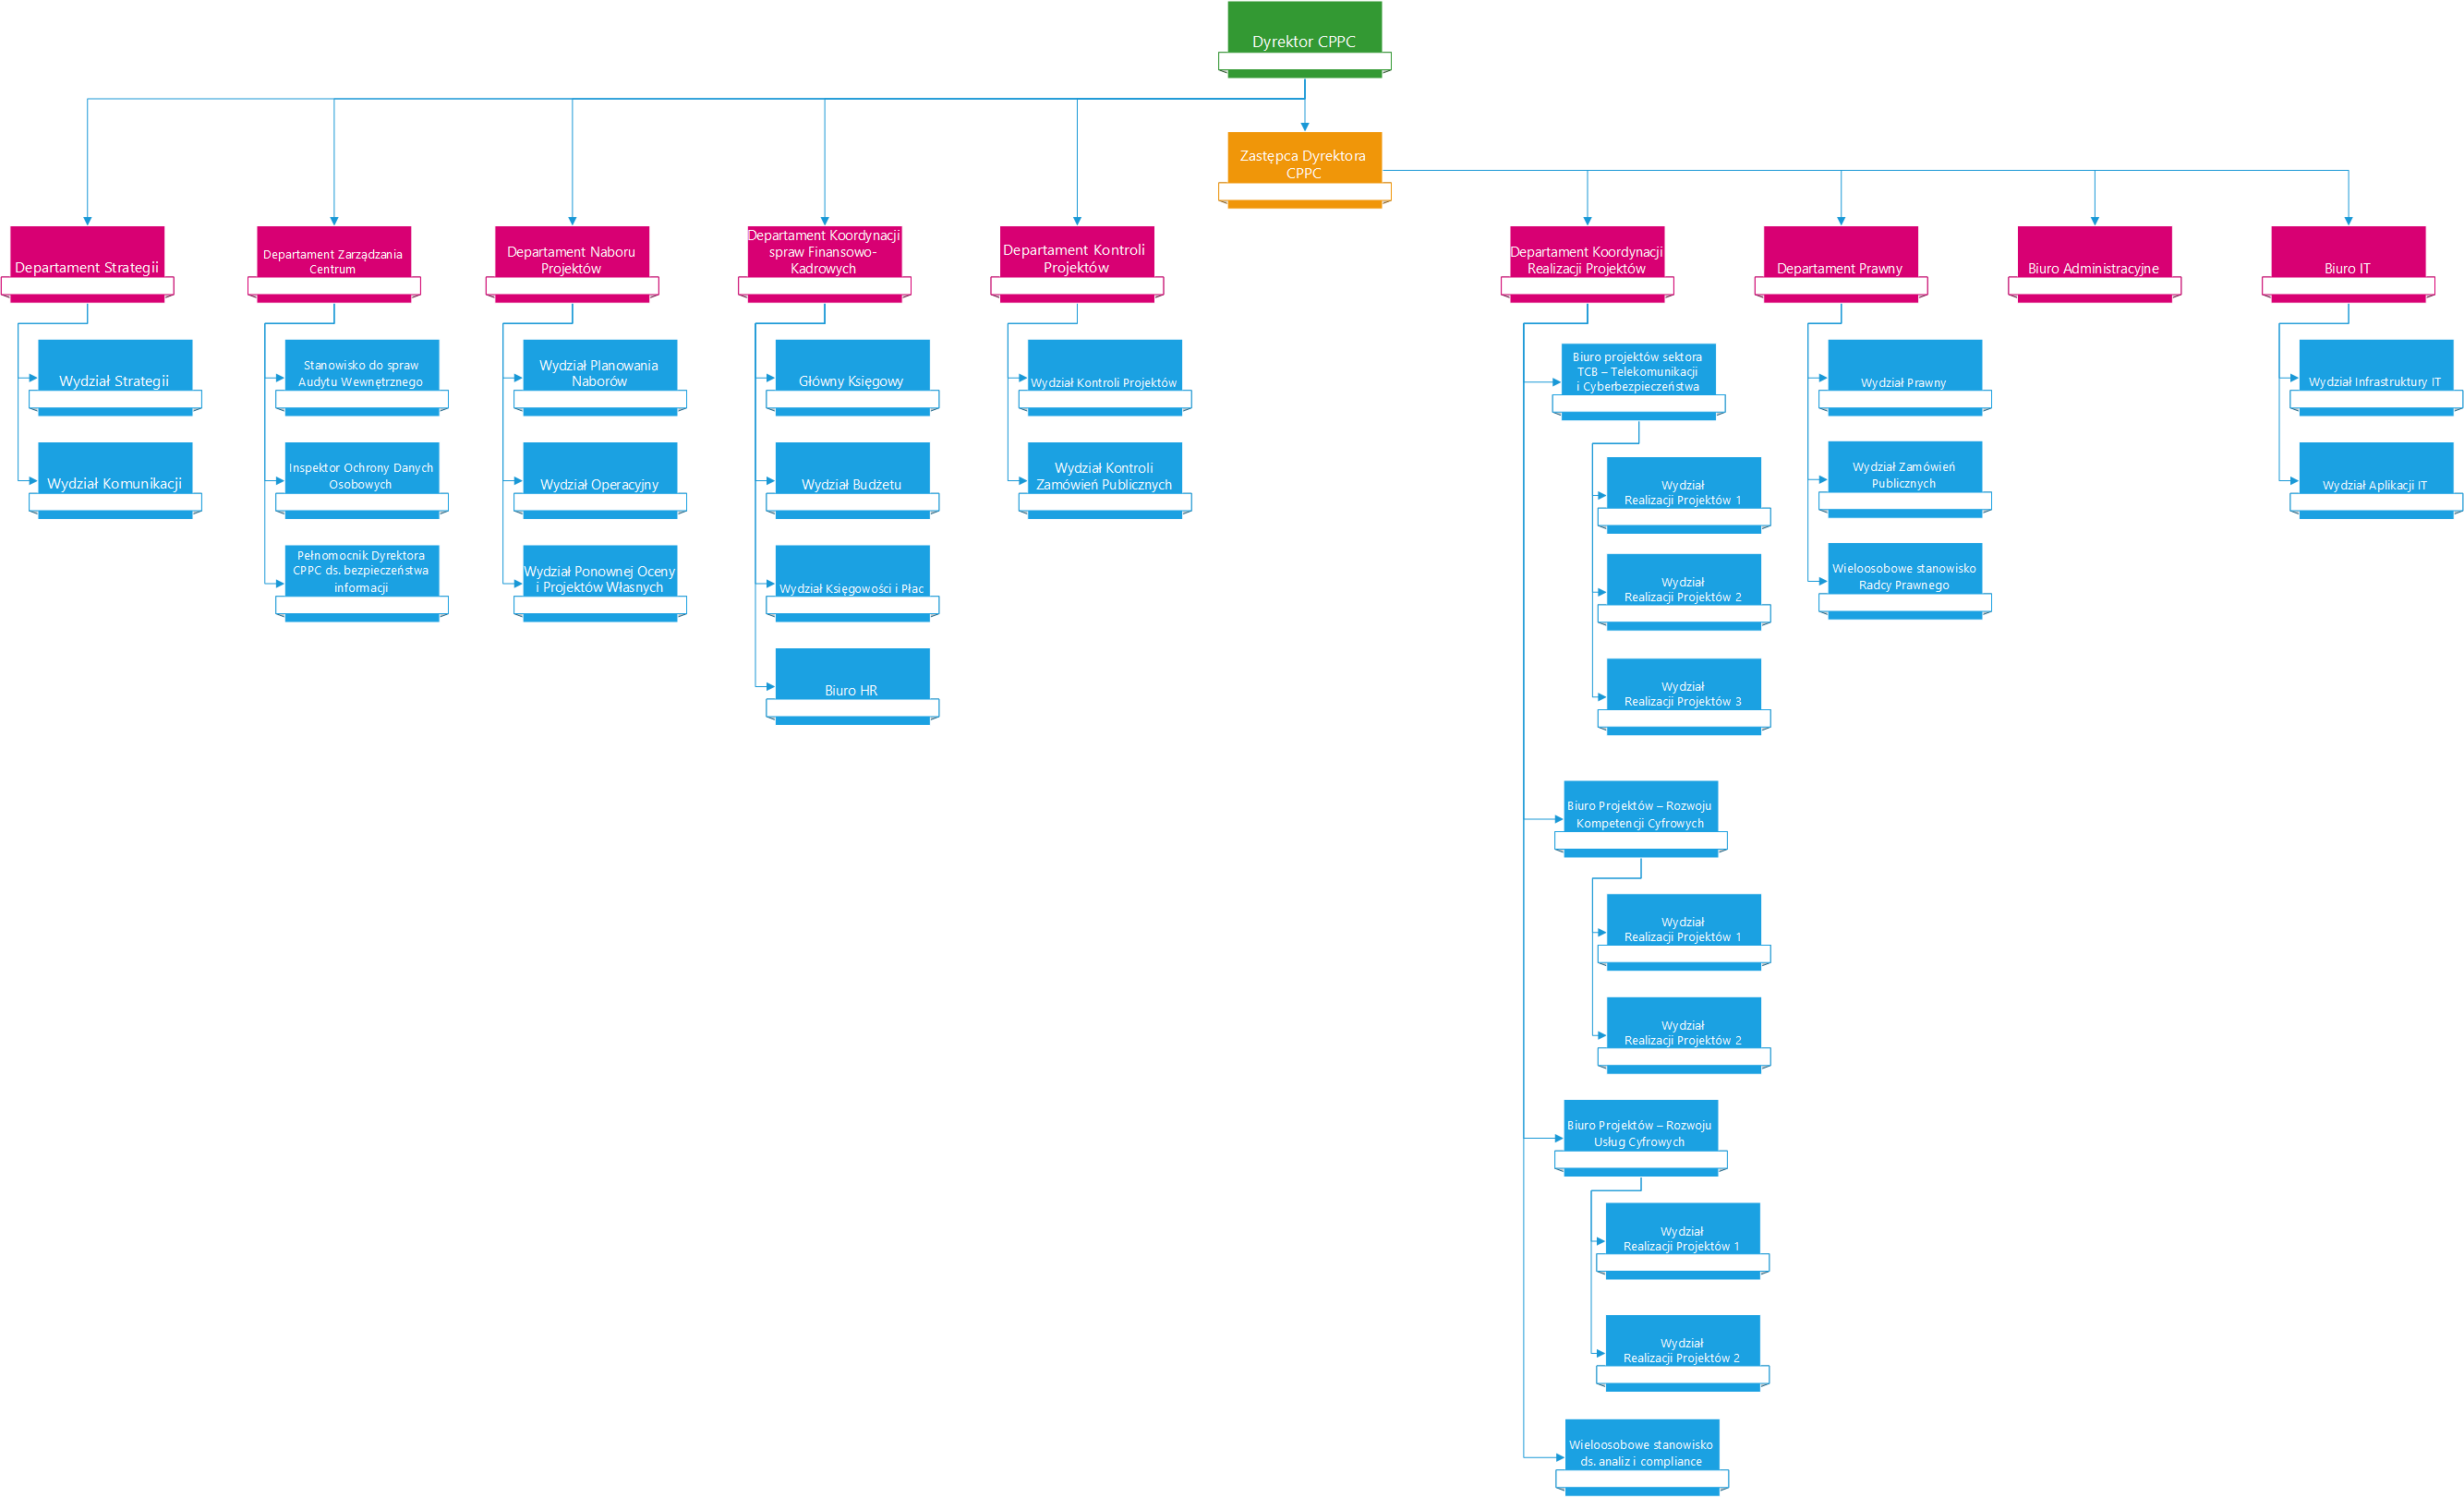 Dyrektor CPPC
Zastępca Dyrektora
CPPC
Departament Strategii
Departament Zarządzania
Centrum
Departament Naboru
Projektów
Departament Koordynacji
spraw Finansowo-
Kadrowych
Departament Kontroli
Projektów
Departament Koordynacji
Realizacji Projektów
Departament Prawny
Biuro Administracyjne
Biuro IT
Wydział Strategii
Wydział Komunikacji
Stanowisko do spraw
Audytu Wewnętrznego
Inspektor Ochrony Danych
Osobowych
Pełnomocnik Dyrektora
CPPC ds. bezpieczeństwa
informacji
Wydział Planowania
Naborów
Wydział Operacyjny
Wydział Ponownej Oceny
i Projektów Własnych
Główny Księgowy
Wydział Budżetu
Wydział Księgowości i Płac
Biuro HR
Wydział Kontroli Projektów
Wydział Kontroli
Zamówień Publicznych
Biuro projektów sektora
TCB – Telekomunikacji
i Cyberbezpieczeństwa
Wydział
Realizacji Projektów 1
Wydział
Realizacji Projektów 2
Wydział
Realizacji Projektów 3
Biuro Projektów – Rozwoju
Kompetencji Cyfrowych
Wydział
Realizacji Projektów 1
Wydział
Realizacji Projektów 2
Biuro Projektów – Rozwoju
Usług Cyfrowych
Wydział
Realizacji Projektów 1
Wydział
Realizacji Projektów 2
Wieloosobowe stanowisko
ds. analiz i compliance
Wydział Prawny
Wydział Zamówień
Publicznych
Wieloosobowe stanowisko
Radcy Prawnego
Wydział Infrastruktury IT
Wydział Aplikacji IT